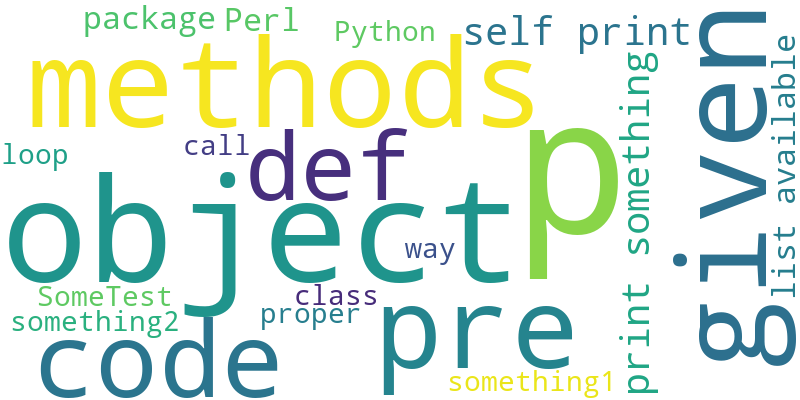 package
Perl
Python
self print
methods
given
list available
print something
p
loop
call
def
object
way
SomeTest
class
something2
proper
pre
code
something1